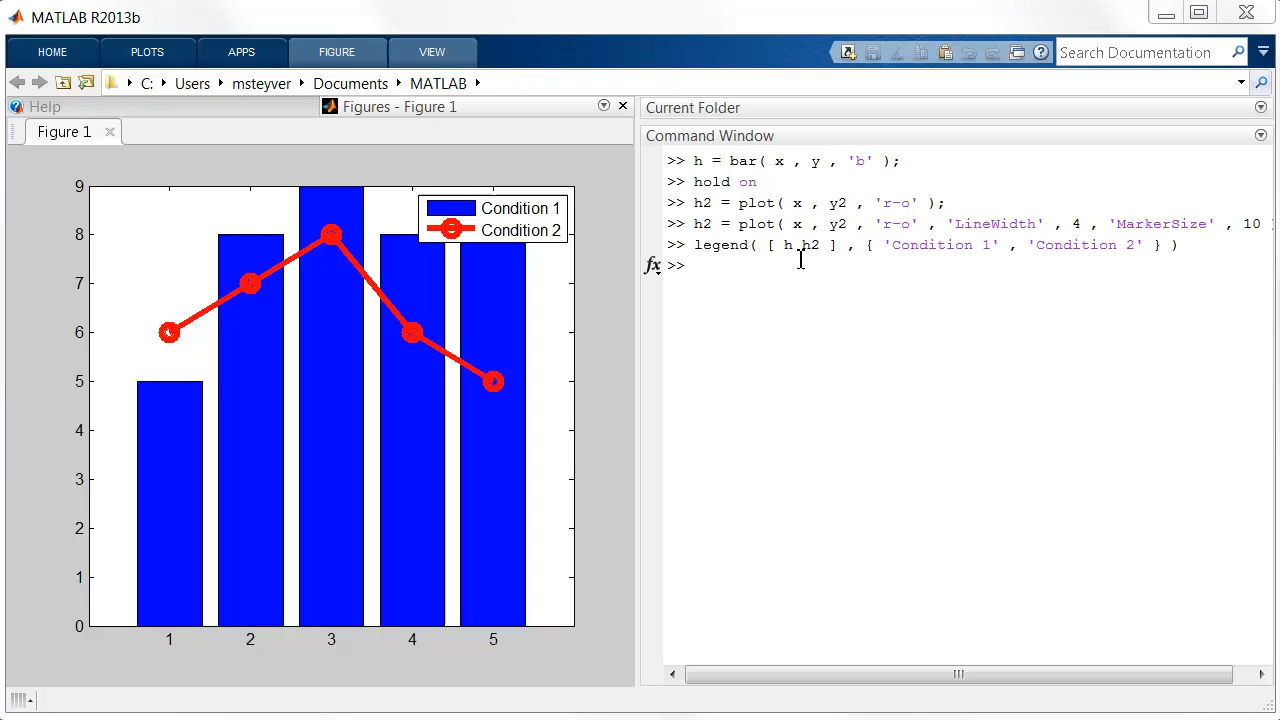 MATLAB R2013b
HOME PLOTS APPS FIGURE VIEW Search Documentation
C: Users msteyver Documents MATLAB
Help
Figures - Figure 1
Figure 1
9
8
7
6
5
4
3
2
1
0
1 2 3 4 5
Condition 1
Condition 2
Current Folder
Command Window
>> h = bar( x , y , 'b' );
>> hold on
>> h2 = plot( x , y2 , 'r-o' );
>> h2 = plot( x , y2 , 'r-o' , 'LineWidth' , 4 , 'MarkerSize' , 10 )
>> legend( [ h h2 ] , { 'Condition 1' , 'Condition 2' } )
fx >>